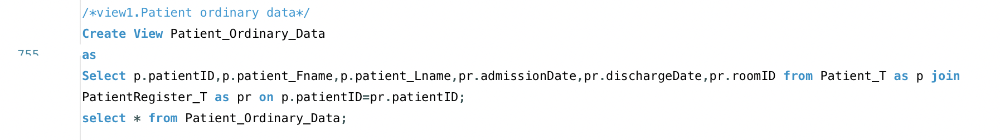 /*view1.Patient ordinary data*/
Create View Patient_Ordinary_Data
755 as
Select p.patientID,p.patient_Fname,p.patient_Lname,pr.admissionDate,pr.dischargeDate,pr.roomID from Patient_T as p join
PatientRegister_T as pr on p.patientID=pr.patientID;
select * from Patient_Ordinary_Data;